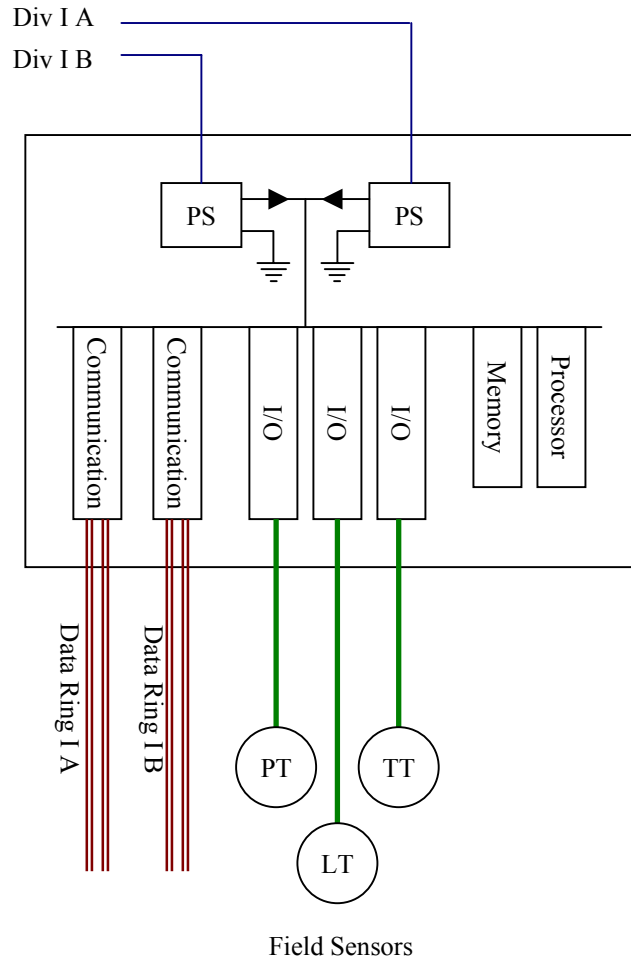 Div I A
Div I B
PS
PS
Communication
Communication
I/O
I/O
I/O
Memory
Processor
Data Ring I A
Data Ring I B
PT
TT
LT
Field Sensors